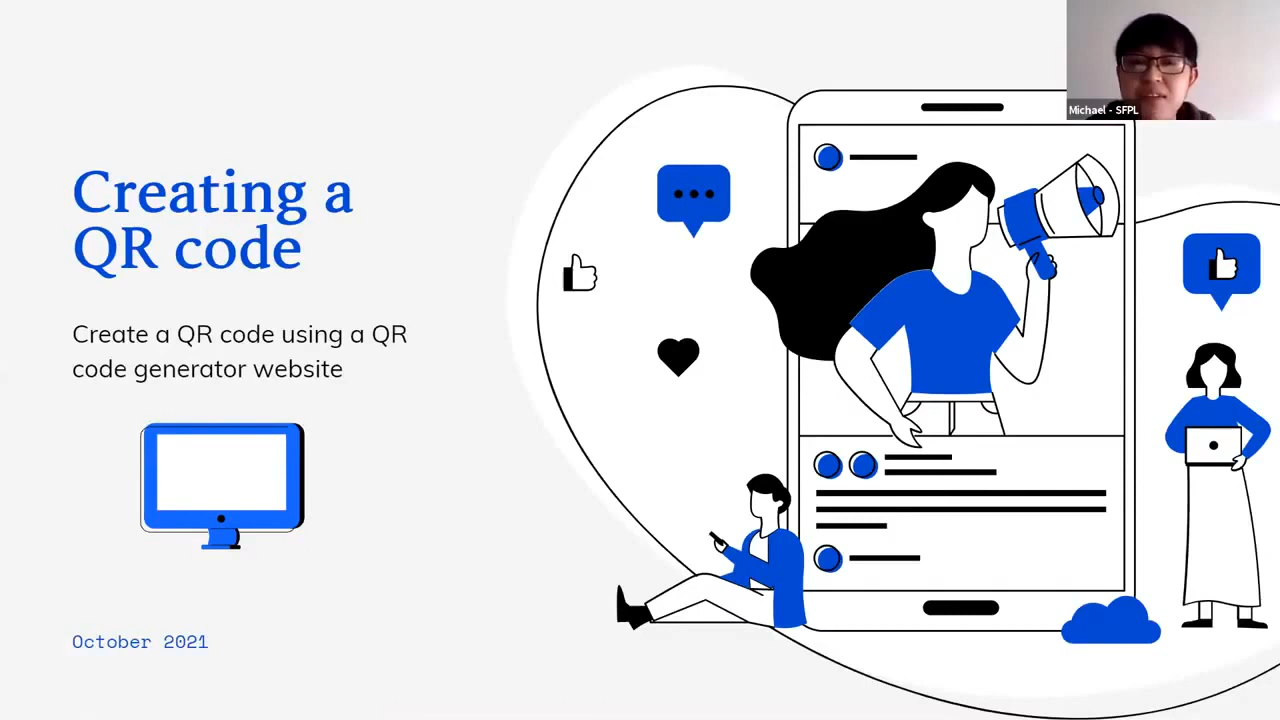 Creating a
QR code
Create a QR code using a QR
code generator website
October 2021
Michael - SFPL